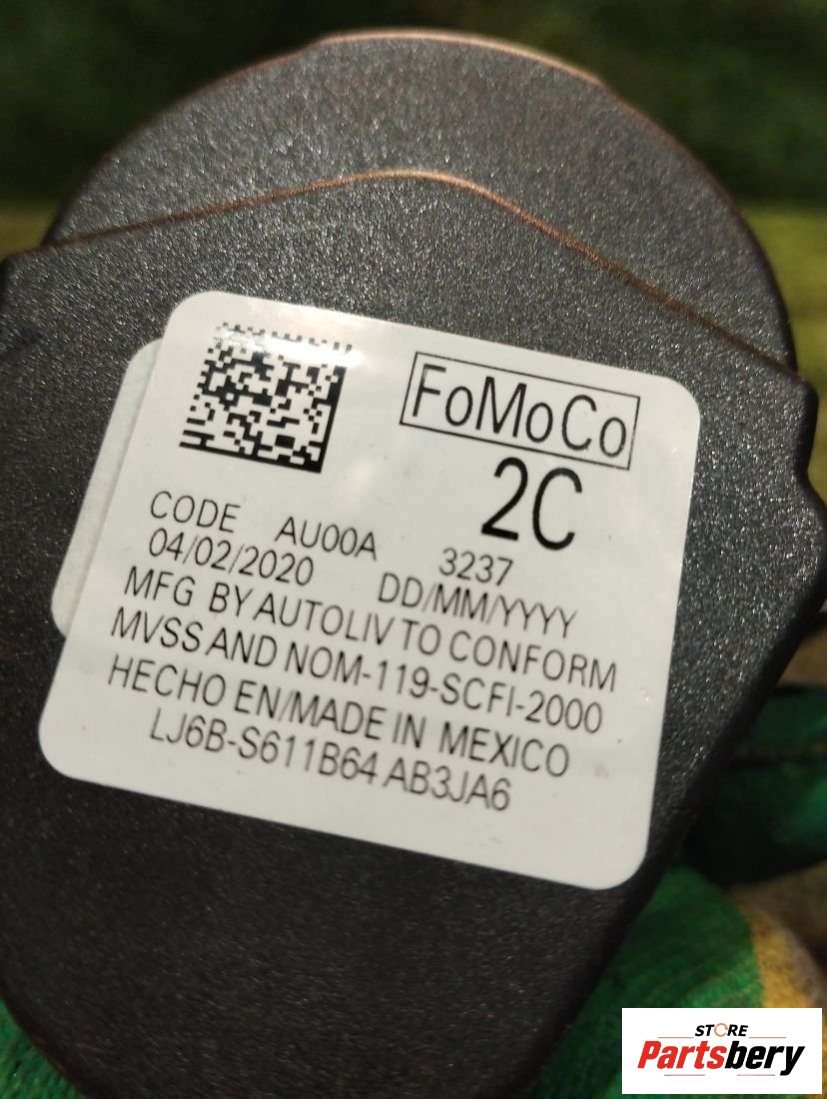 FoMoCo
2C
CODE AU00A 3237
04/02/2020 DD/MM/YYYY
MFG BY AUTOLIV TO CONFORM
MVSS AND NOM-119-SCFI-2000
HECHO EN/MADE IN MEXICO
LJ6B-S611B64 AB3JA6
STORE
Partsbery